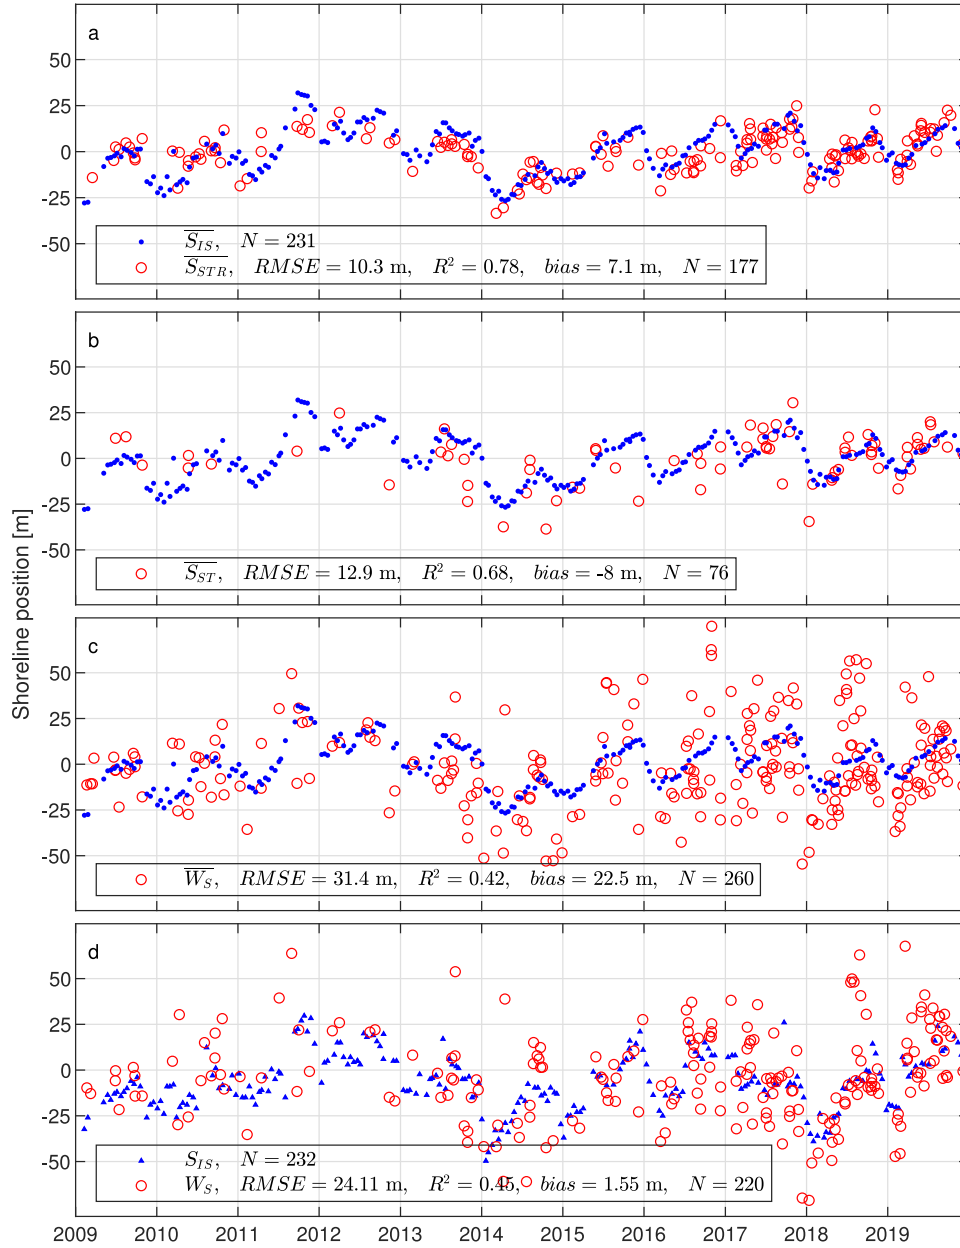 a
50
25
0
-25
-50
S_IS, N = 231
S_STR, RMSE = 10.3 m, R² = 0.78, bias = 7.1 m, N = 177
b
50
25
0
-25
-50
S_ST, RMSE = 12.9 m, R² = 0.68, bias = -8 m, N = 76
Shoreline position [m]
c
50
25
0
-25
-50
W_S, RMSE = 31.4 m, R² = 0.42, bias = 22.5 m, N = 260
d
50
25
0
-25
-50
S_IS, N = 232
W_S, RMSE = 24.11 m, R² = 0.45, bias = 1.55 m, N = 220
2009 2010 2011 2012 2013 2014 2015 2016 2017 2018 2019